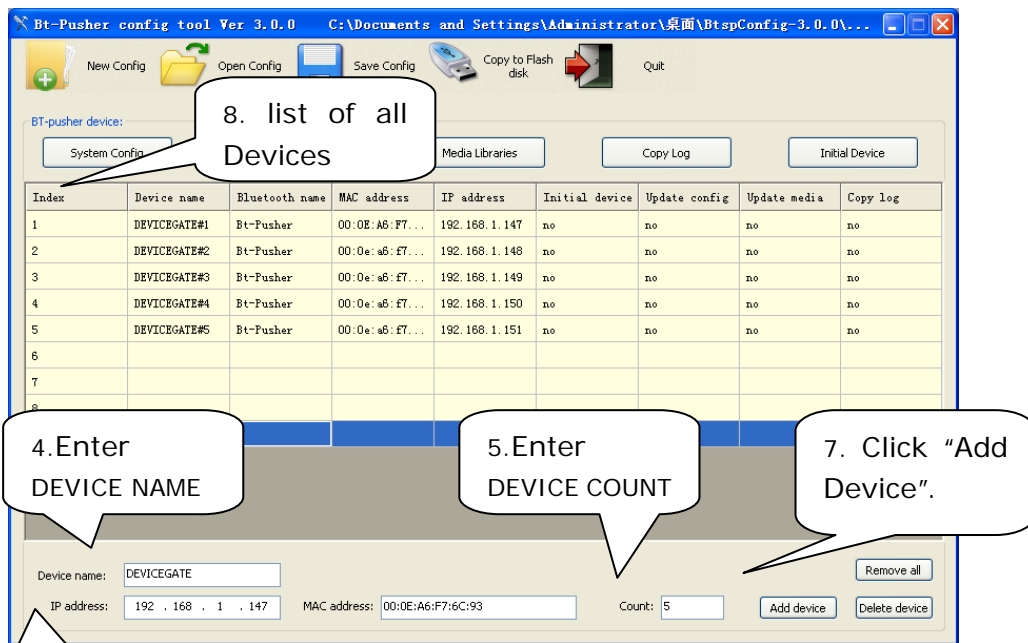 Bt-Pusher config tool Ver 3.0.0 C:\Documents and Settings\Administrator\桌面\BtspConfig-3.0.0\...
New Config Open Config Save Config Copy to Flash disk Quit
8. list of all
Devices
BT-pusher device:
System Config Media Libraries Copy Log Initial Device
Index Device name Bluetooth name MAC address IP address Initial device Update config Update media Copy log
1 DEVICEGATE#1 Bt-Pusher 00:0E:A6:F7... 192.168.1.147 no no no no
2 DEVICEGATE#2 Bt-Pusher 00:0e:a6:f7... 192.168.1.148 no no no no
3 DEVICEGATE#3 Bt-Pusher 00:0e:a6:f7... 192.168.1.149 no no no no
4 DEVICEGATE#4 Bt-Pusher 00:0e:a6:f7... 192.168.1.150 no no no no
5 DEVICEGATE#5 Bt-Pusher 00:0e:a6:f7... 192.168.1.151 no no no no
6
7
8
4.Enter
DEVICE NAME
5.Enter
DEVICE COUNT
7. Click “Add
Device”.
Device name: DEVICEGATE Remove all
IP address: 192 . 168 . 1 . 147 MAC address: 00:0E:A6:F7:6C:93 Count: 5 Add device Delete device